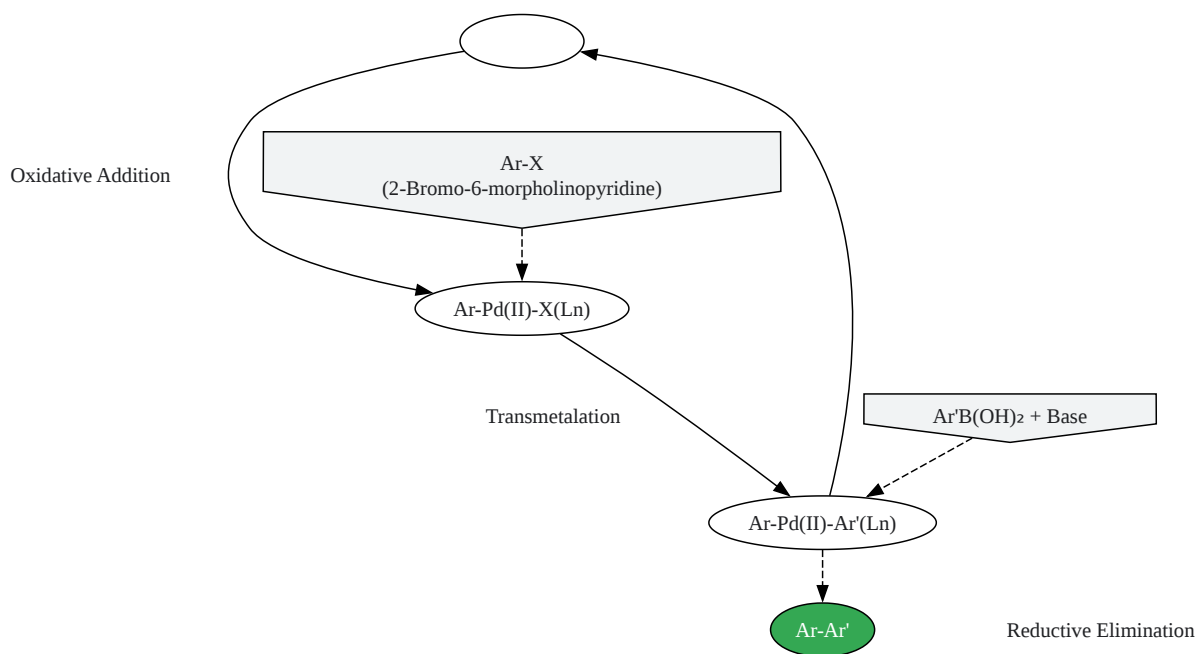 Oxidative Addition
Ar-X
(2-Bromo-6-morpholinopyridine)
Ar-Pd(II)-X(Ln)
Transmetalation
Ar'B(OH)₂ + Base
Ar-Pd(II)-Ar'(Ln)
Ar-Ar'
Reductive Elimination